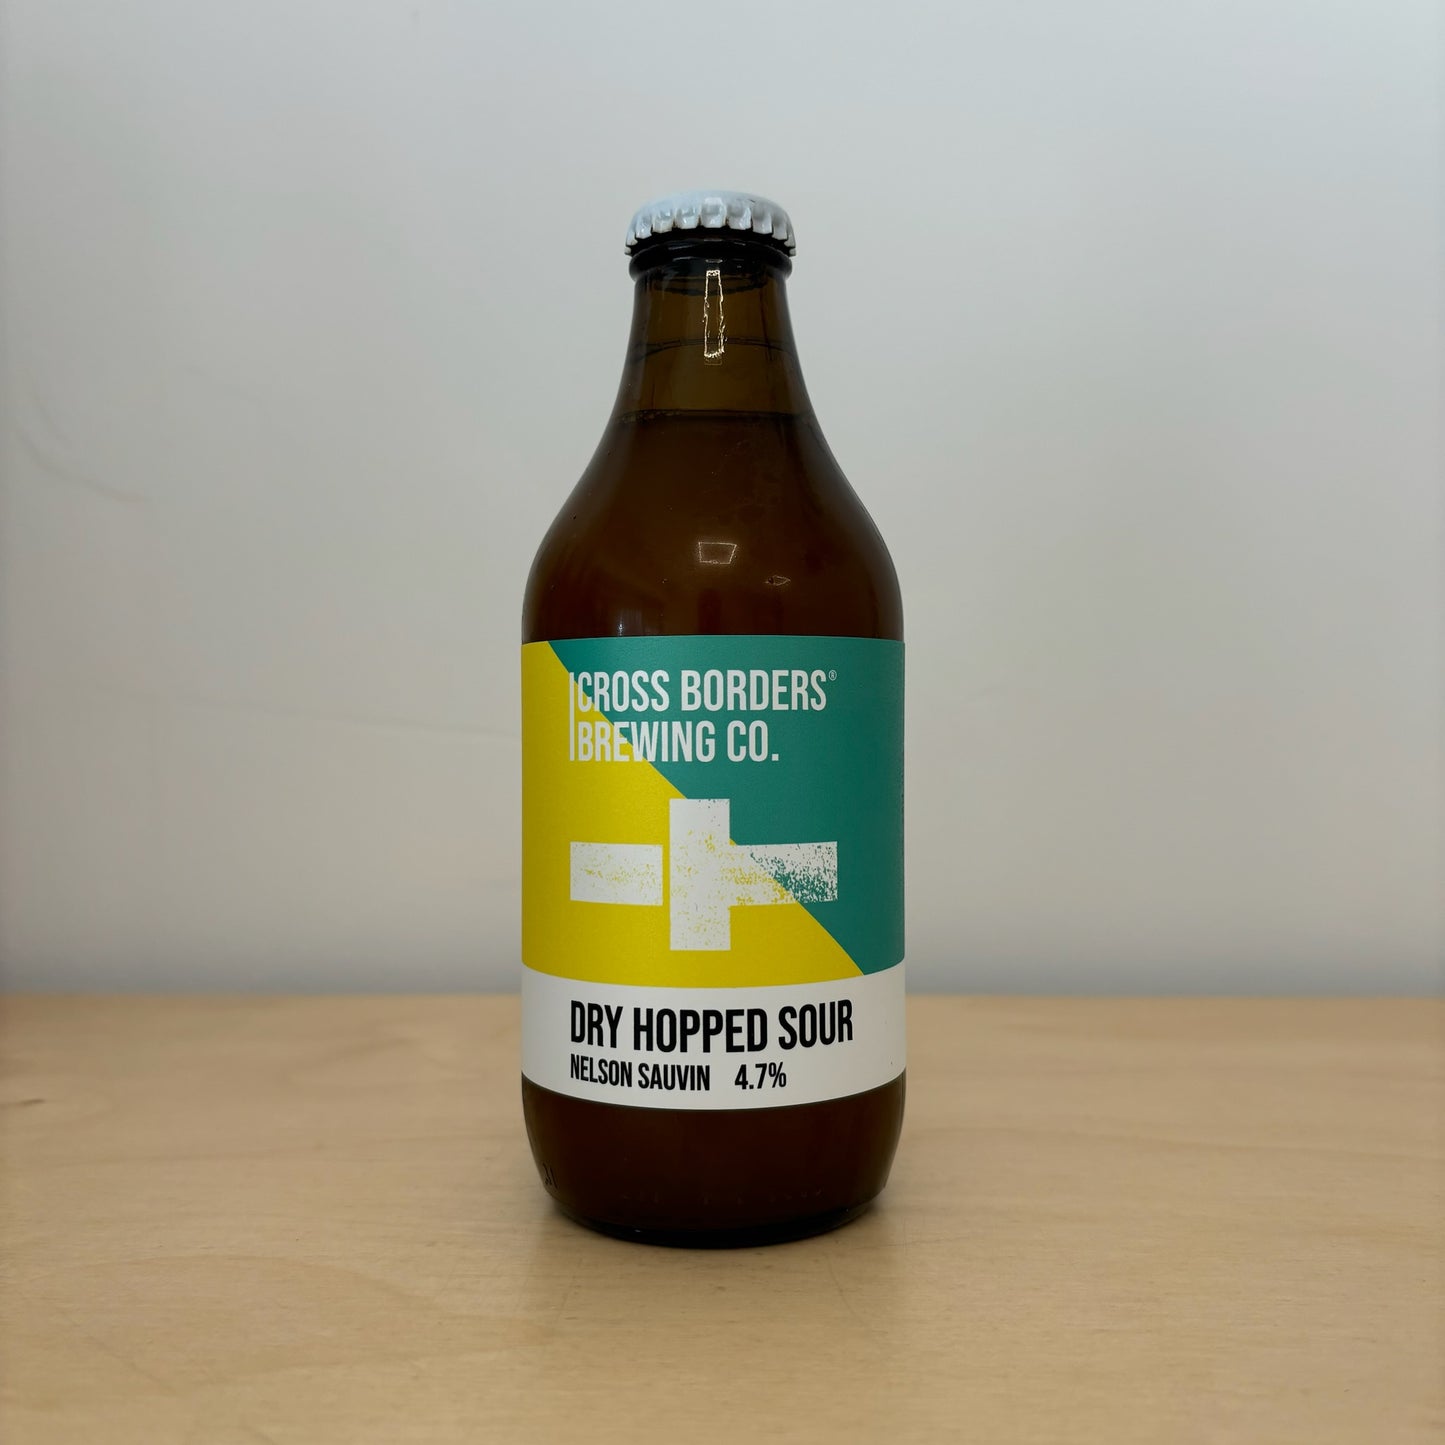 CROSS BORDERS®
BREWING CO.
DRY HOPPED SOUR
NELSON SAUVIN 4.7%